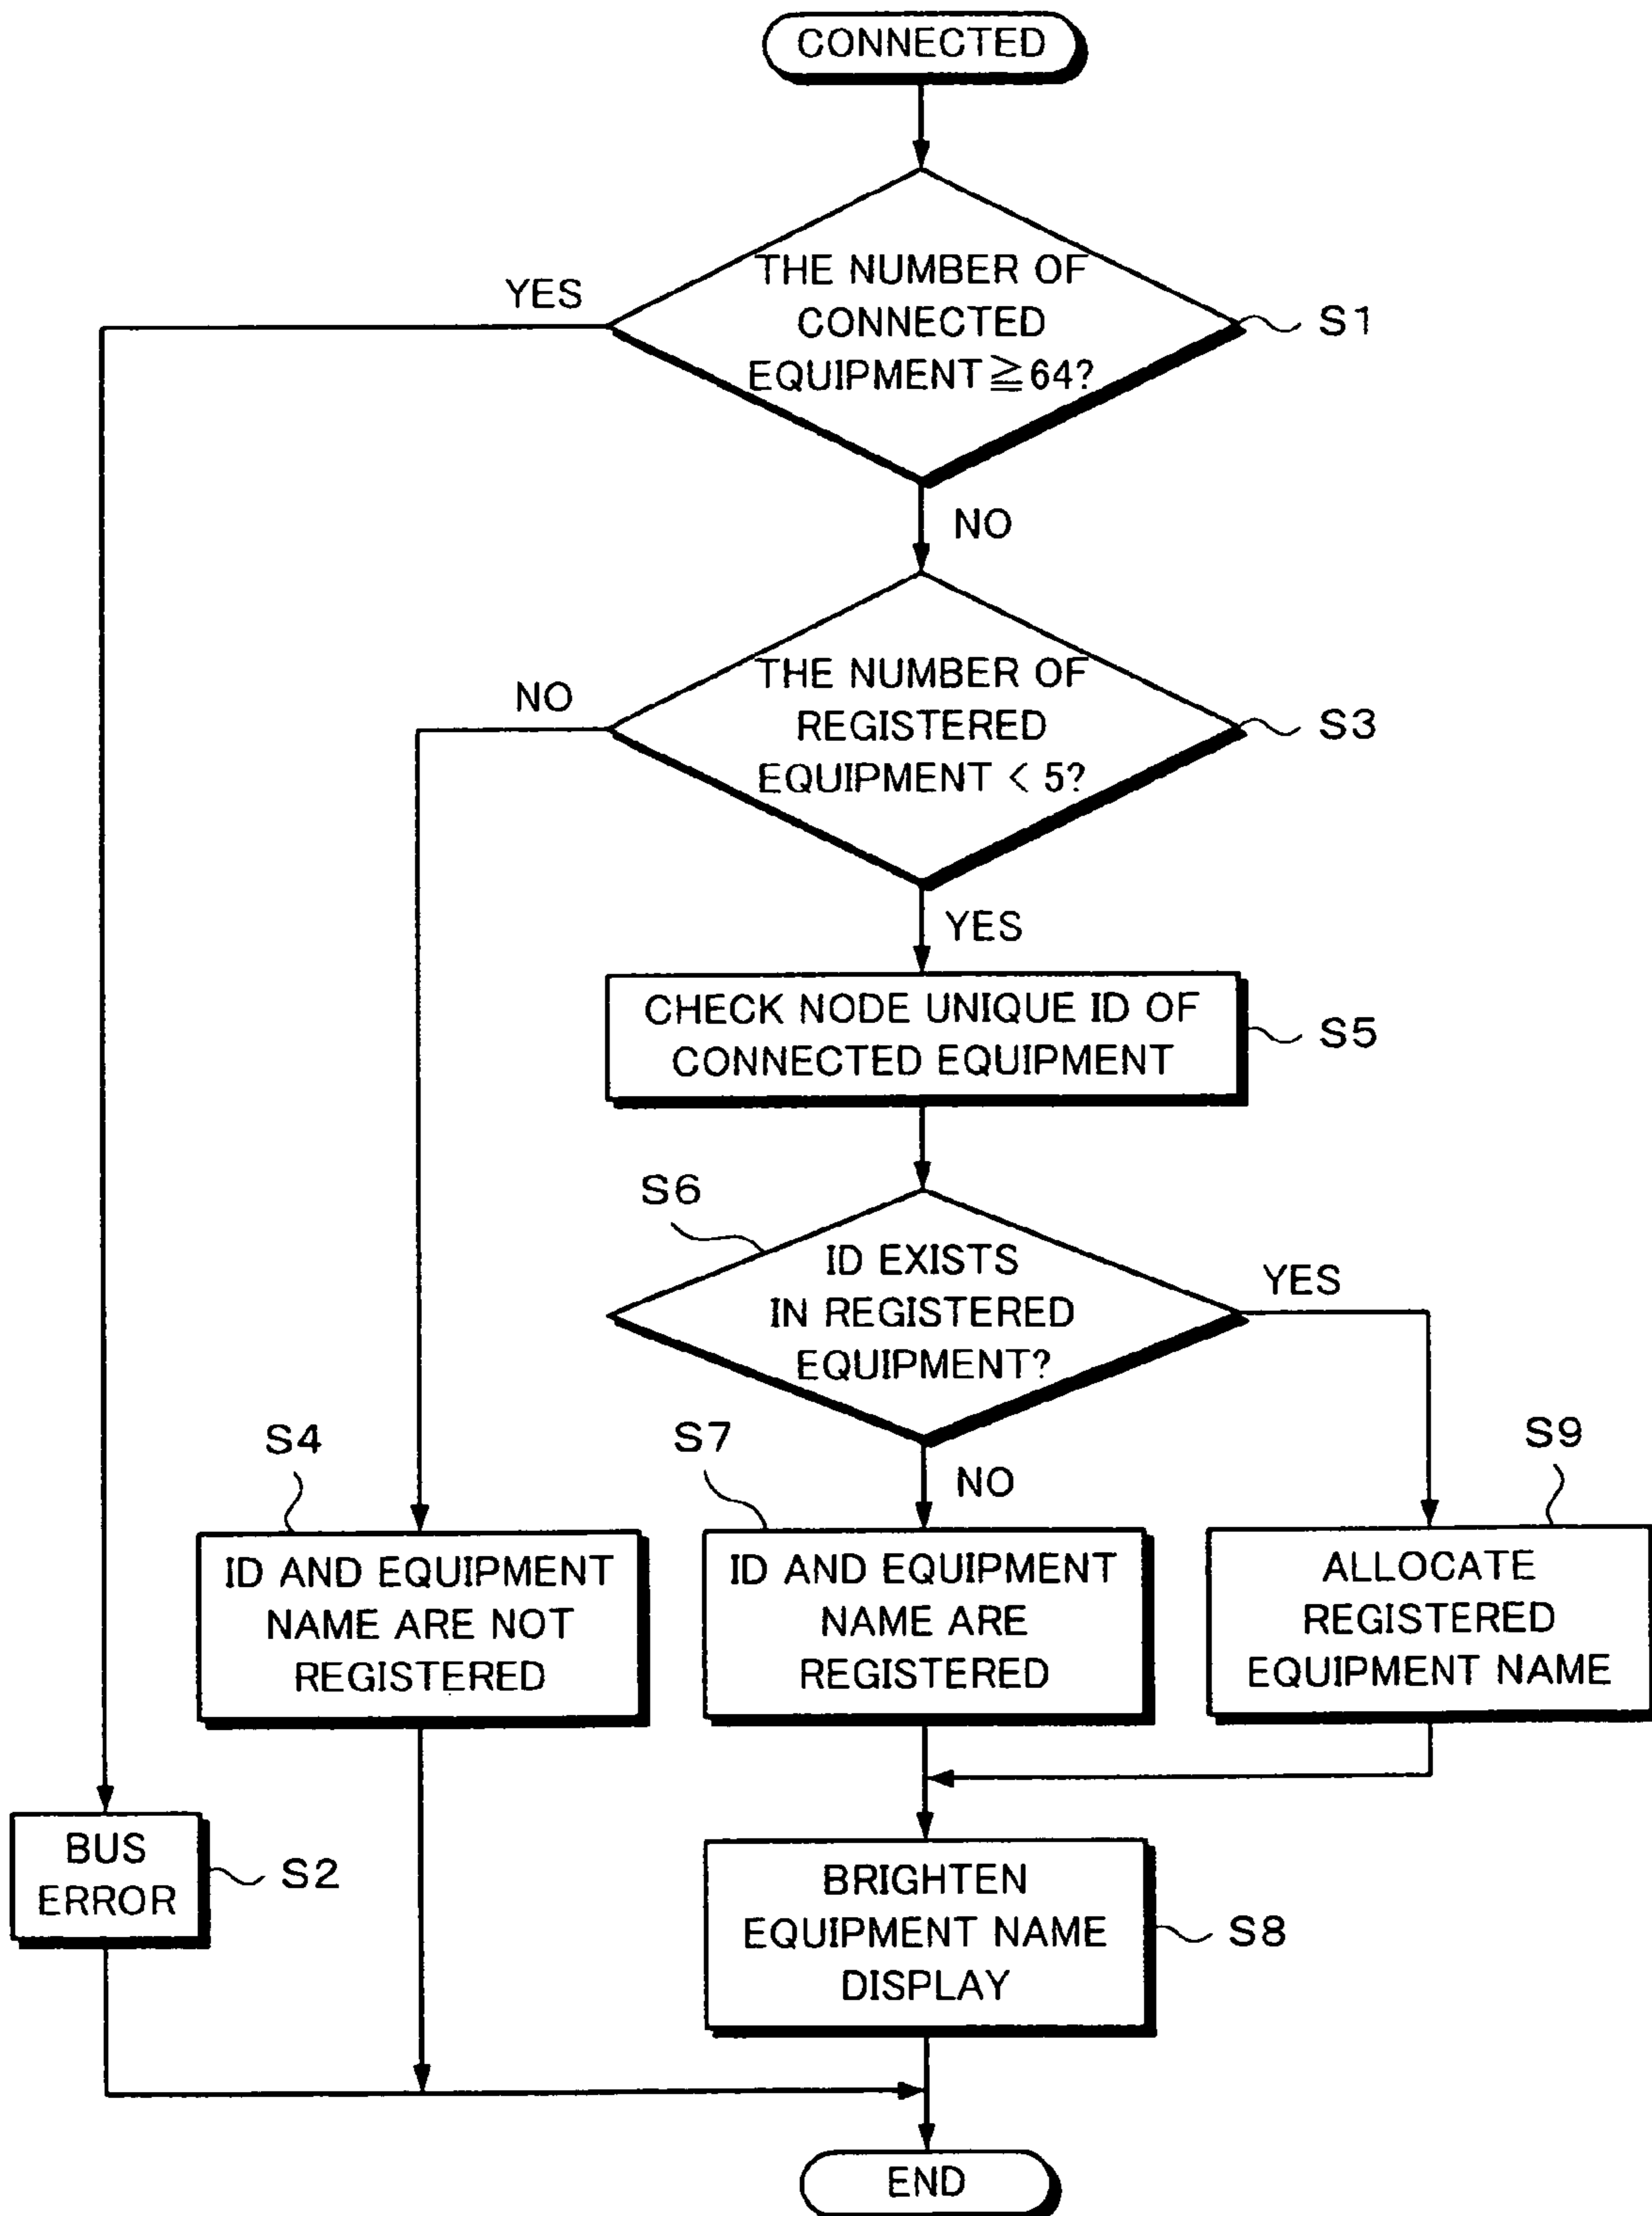 CONNECTED
THE NUMBER OF
CONNECTED
EQUIPMENT ≧ 64?
YES
S1
NO
THE NUMBER OF
REGISTERED
EQUIPMENT < 5?
NO
S3
YES
CHECK NODE UNIQUE ID OF
CONNECTED EQUIPMENT
S5
S6
ID EXISTS
IN REGISTERED
EQUIPMENT?
YES
NO
S4
ID AND EQUIPMENT
NAME ARE NOT
REGISTERED
S7
ID AND EQUIPMENT
NAME ARE
REGISTERED
S9
ALLOCATE
REGISTERED
EQUIPMENT NAME
BUS
ERROR
S2
BRIGHTEN
EQUIPMENT NAME
DISPLAY
S8
END